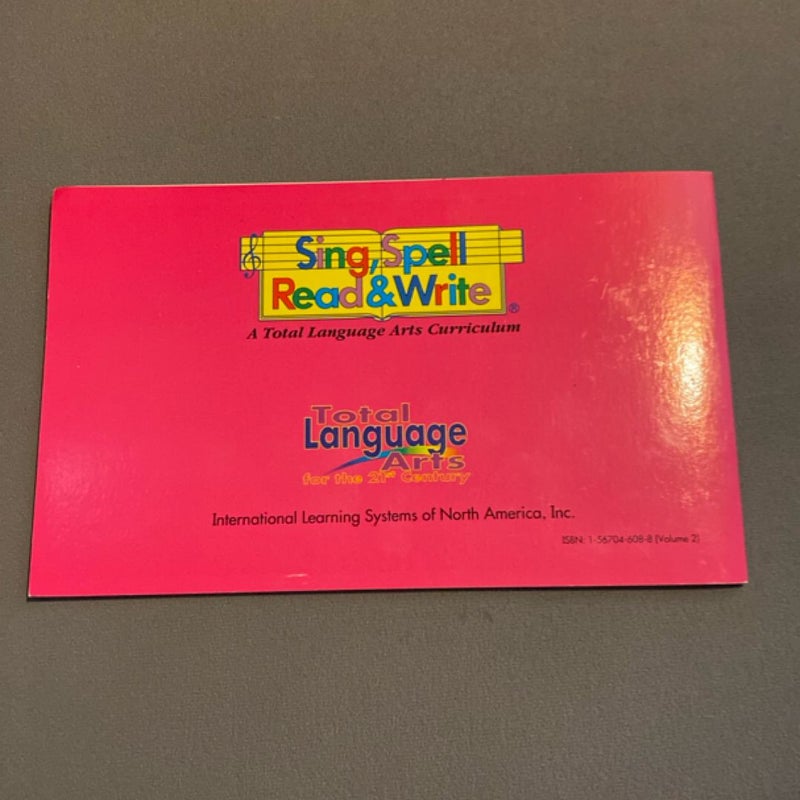 Sing, Spell
Read & Write ®
A Total Language Arts Curriculum
Total
Language
Arts
for the 21st Century
International Learning Systems of North America, Inc.
ISBN: 1-56704-608-8 (Volume 2)